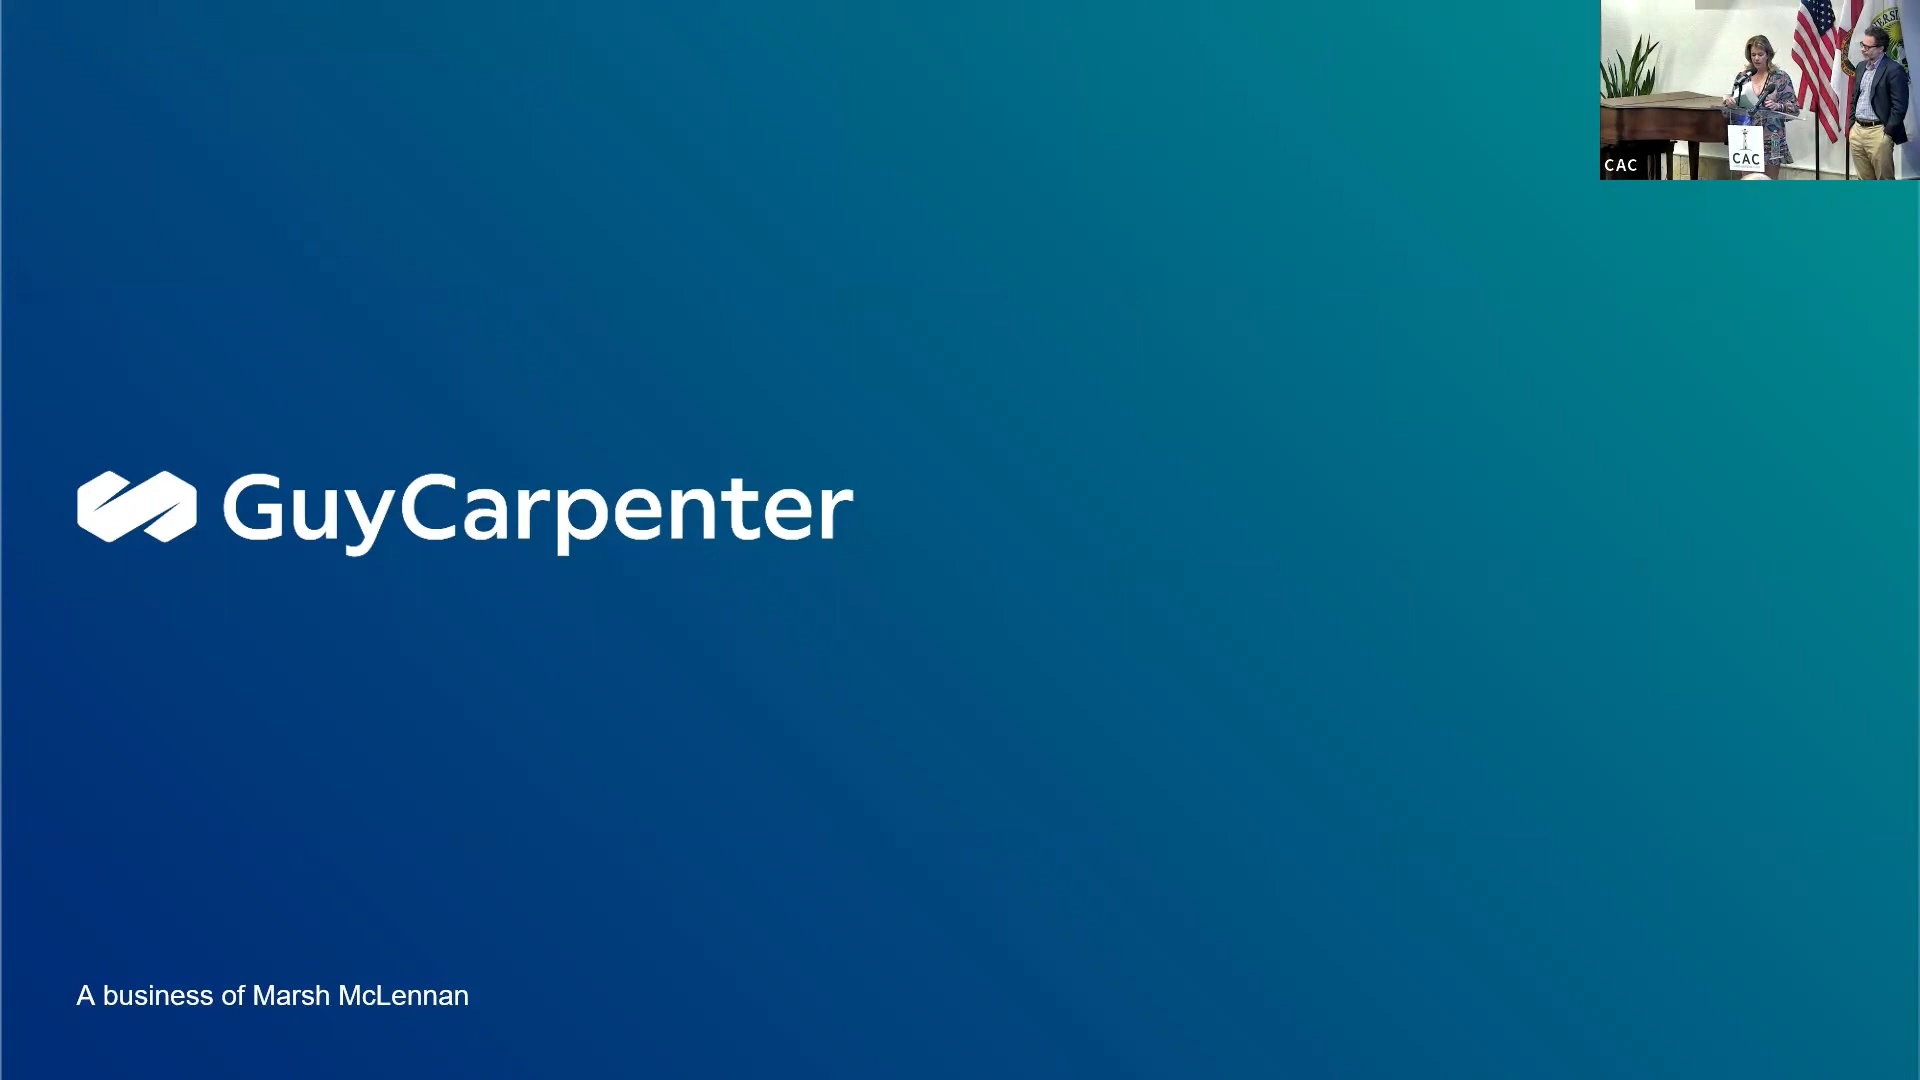 CAC
CAC
GuyCarpenter
A business of Marsh McLennan